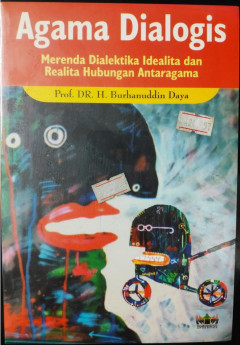 Agama Dialogis
Merenda Dialektika Idealita dan
Realita Hubungan Antaragama
Prof. DR. H. Burhanuddin Daya